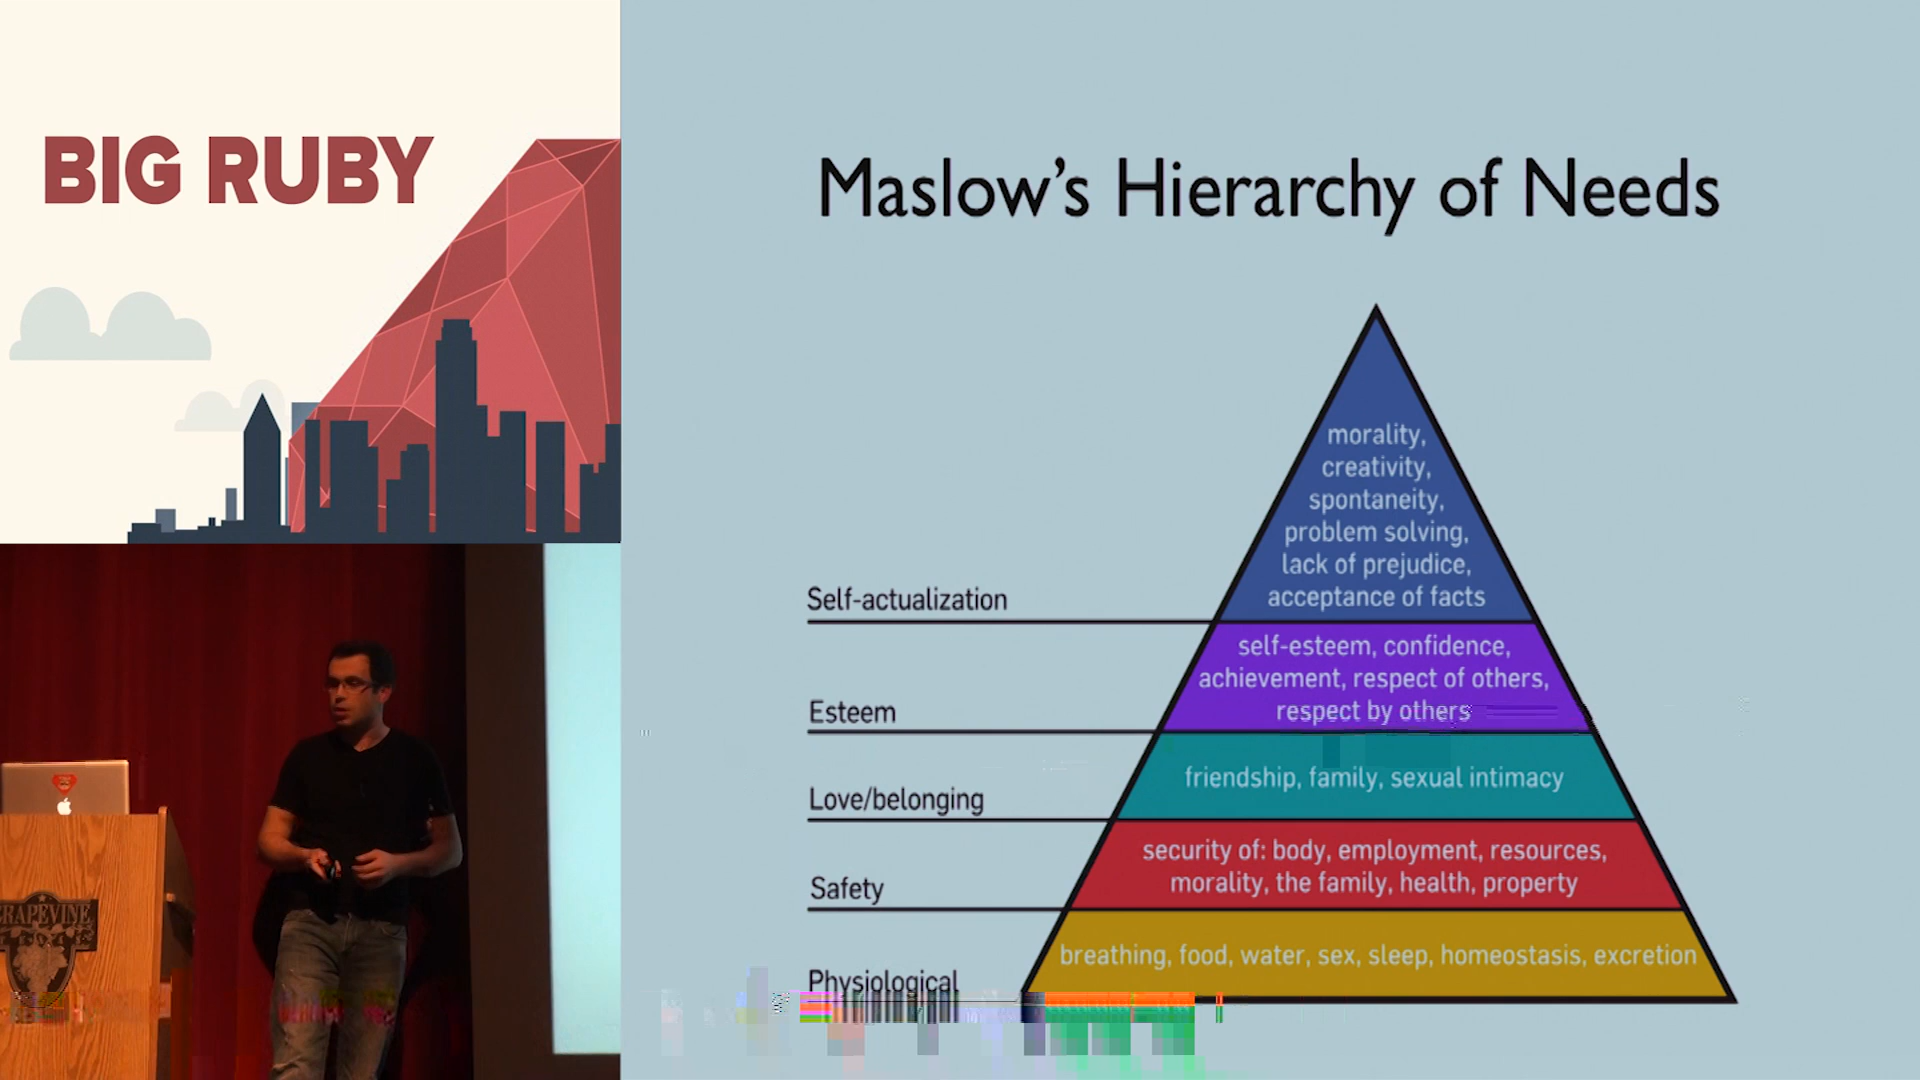 BIG RUBY
Maslow's Hierarchy of Needs
morality,
creativity,
spontaneity,
problem solving,
lack of prejudice,
acceptance of facts
Self-actualization
self-esteem, confidence,
achievement, respect of others,
respect by others
Esteem
friendship, family, sexual intimacy
Love/belonging
security of: body, employment, resources,
morality, the family, health, property
Safety
breathing, food, water, sex, sleep, homeostasis, excretion
Physiological
GRAPEVINE